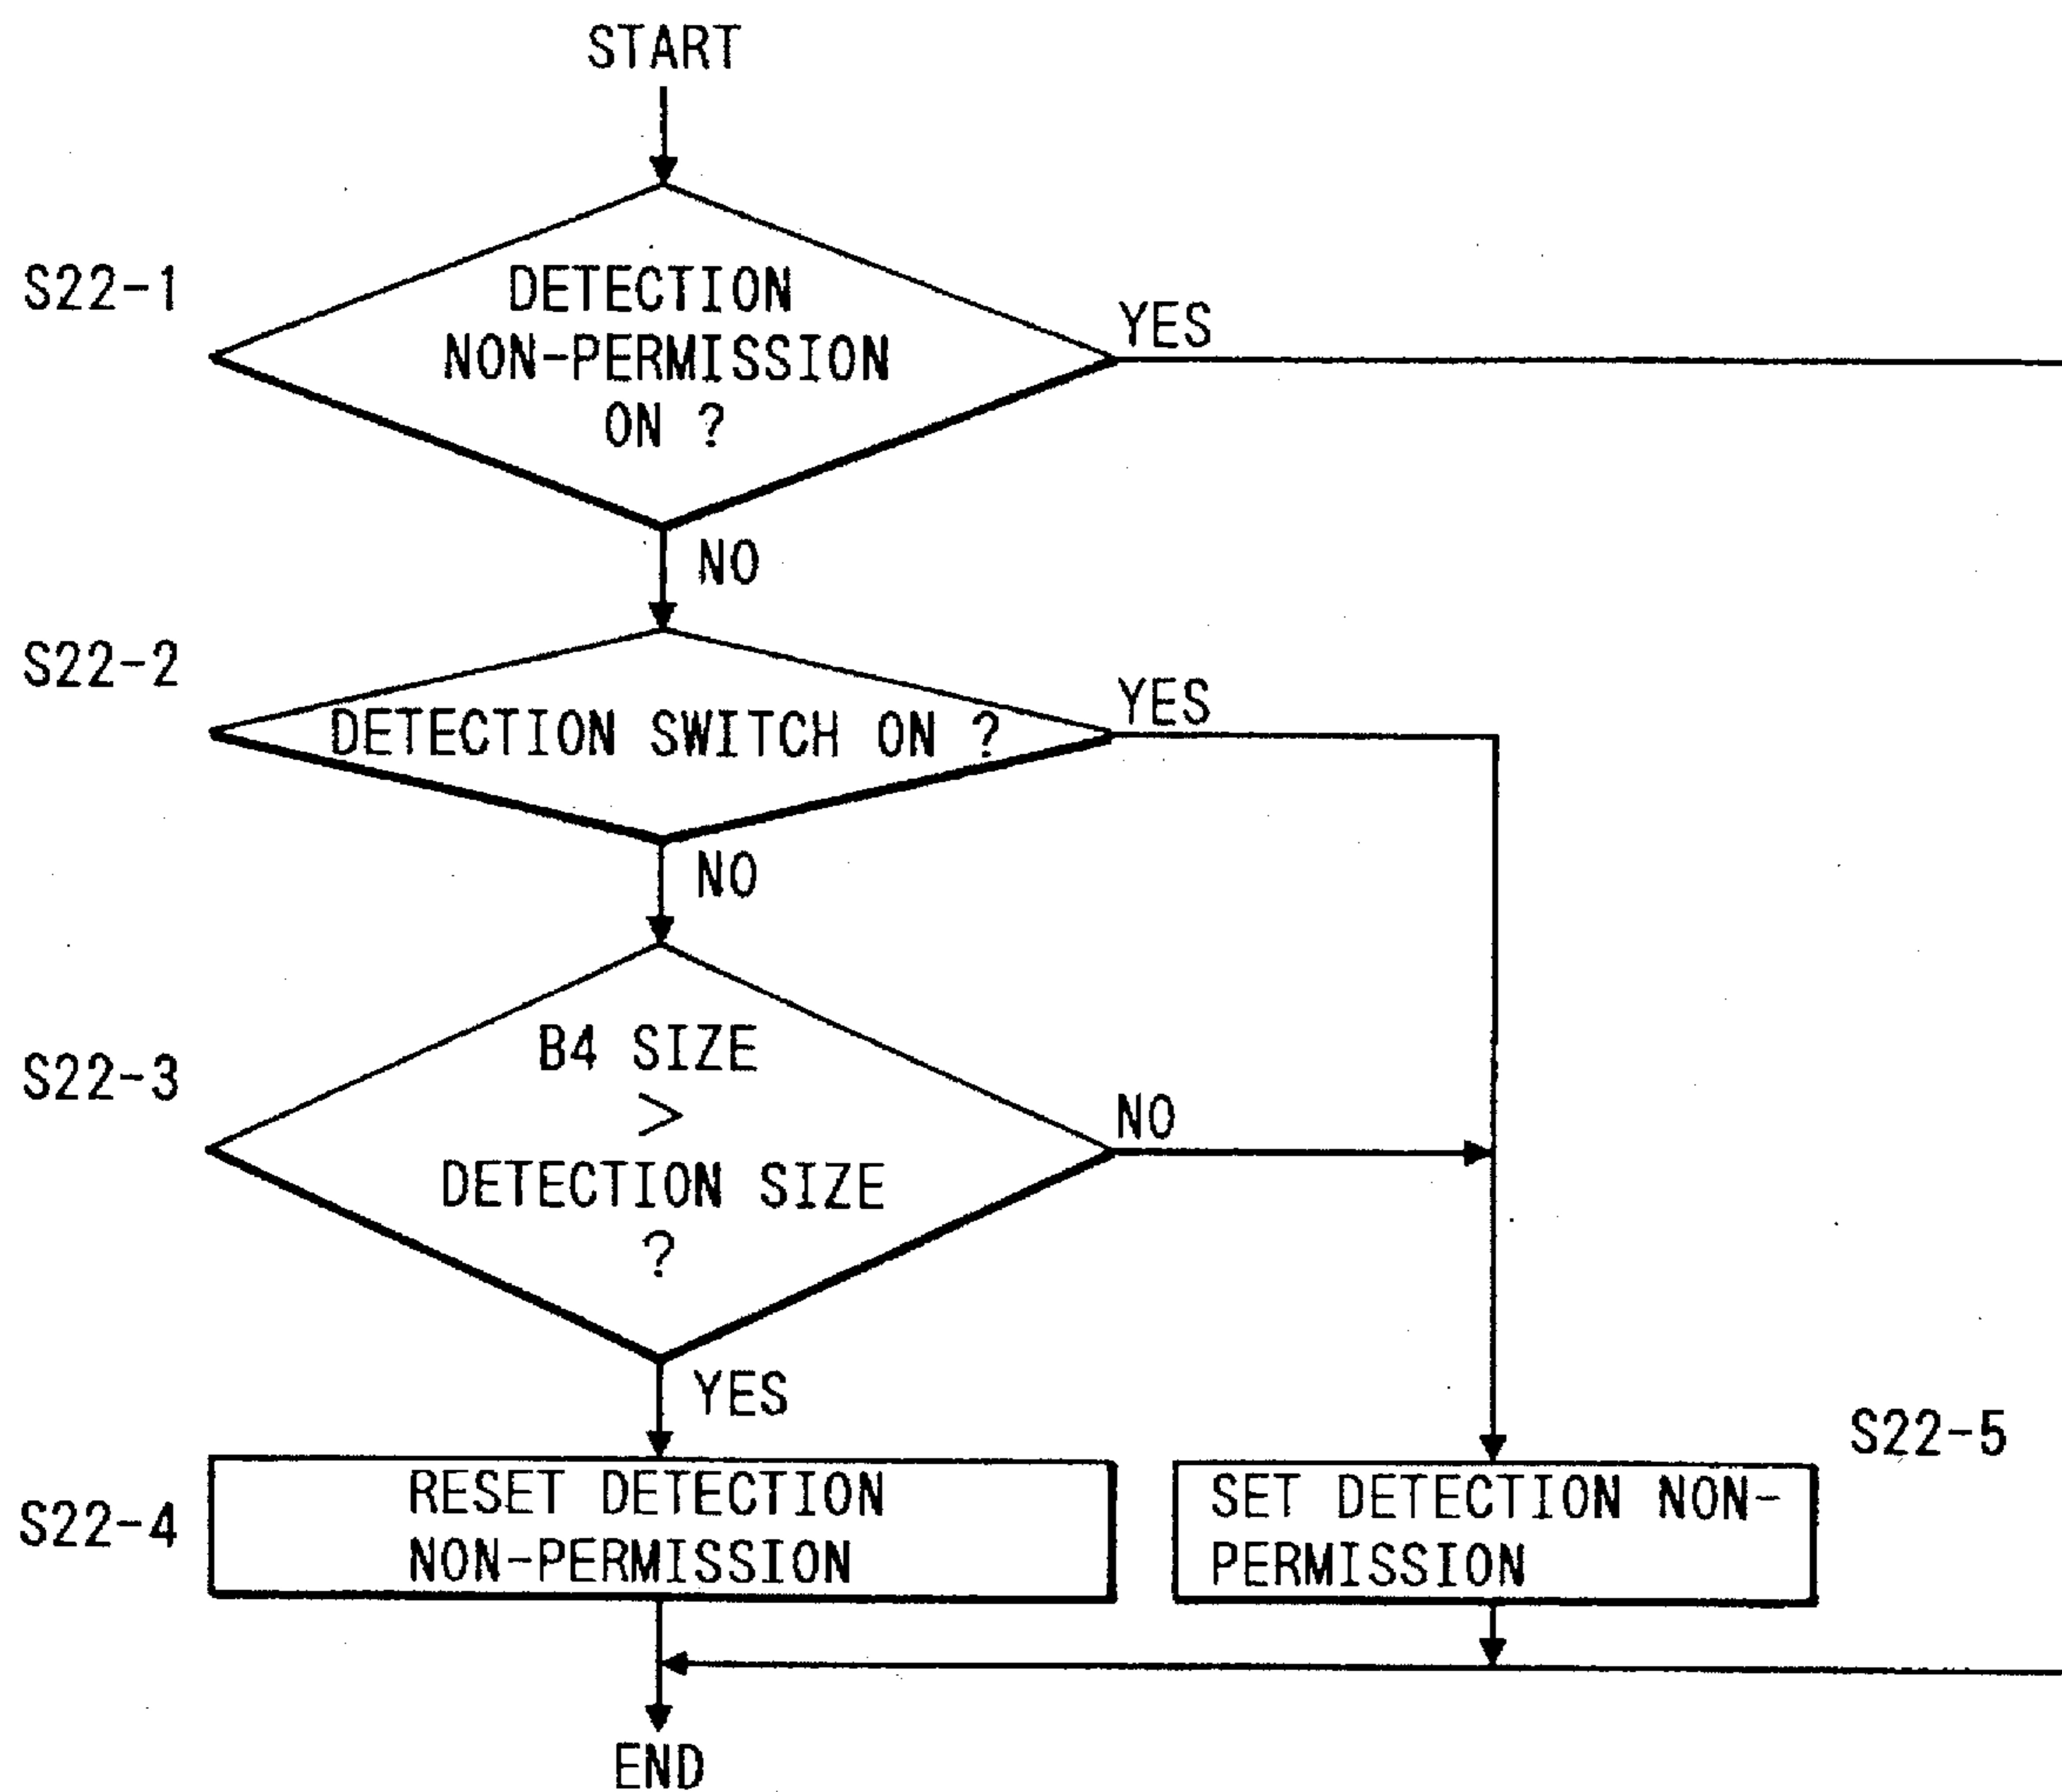 START
S22-1
DETECTION
NON-PERMISSION
ON ?
YES
NO
S22-2
DETECTION SWITCH ON ?
YES
NO
S22-3
B4 SIZE
>
DETECTION SIZE
?
NO
YES
S22-4
RESET DETECTION
NON-PERMISSION
S22-5
SET DETECTION NON-
PERMISSION
END